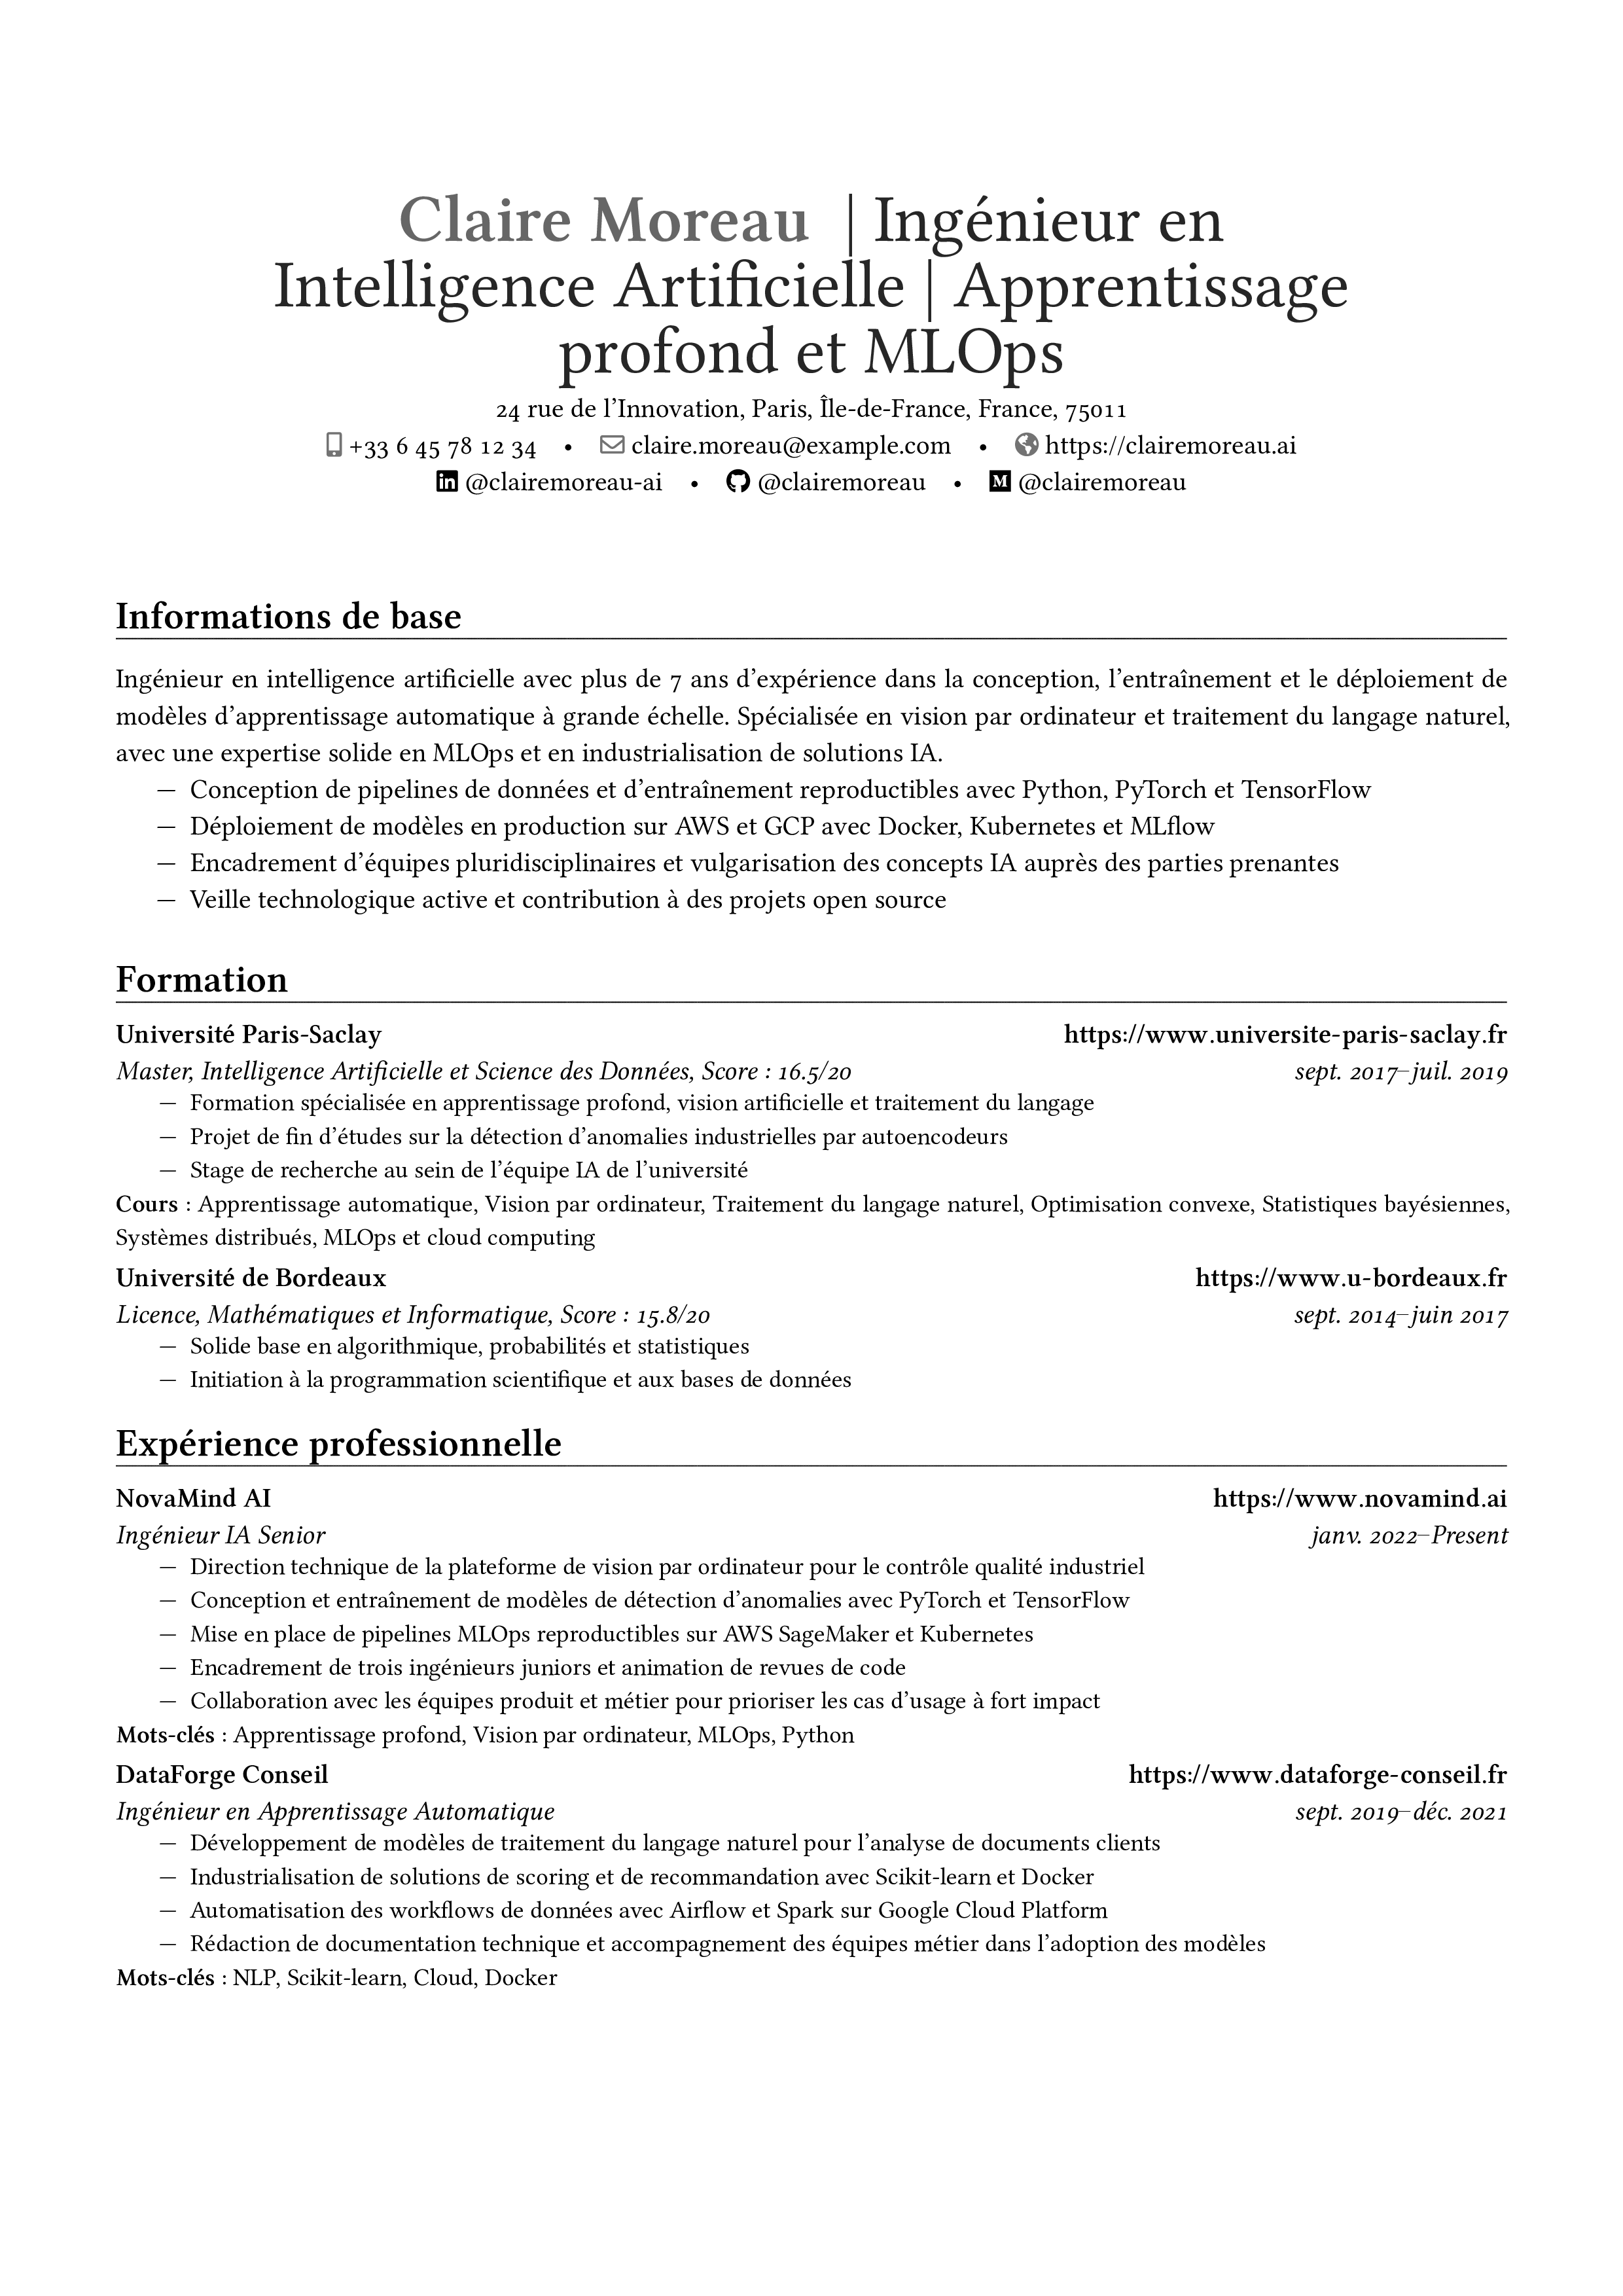 Claire Moreau | Ingénieur en
Intelligence Artificielle | Apprentissage
profond et MLOps
24 rue de l’Innovation, Paris, Île-de-France, France, 75011
+33 6 45 78 12 34 • claire.moreau@example.com • https://clairemoreau.ai
@clairemoreau-ai • @clairemoreau • @clairemoreau
Informations de base
Ingénieur en intelligence artificielle avec plus de 7 ans d’expérience dans la conception, l’entraînement et le déploiement de
modèles d’apprentissage automatique à grande échelle. Spécialisée en vision par ordinateur et traitement du langage naturel,
avec une expertise solide en MLOps et en industrialisation de solutions IA.
— Conception de pipelines de données et d’entraînement reproductibles avec Python, PyTorch et TensorFlow
— Déploiement de modèles en production sur AWS et GCP avec Docker, Kubernetes et MLflow
— Encadrement d’équipes pluridisciplinaires et vulgarisation des concepts IA auprès des parties prenantes
— Veille technologique active et contribution à des projets open source
Formation
Université Paris-Saclay https://www.universite-paris-saclay.fr
Master, Intelligence Artificielle et Science des Données, Score : 16.5/20 sept. 2017–juil. 2019
— Formation spécialisée en apprentissage profond, vision artificielle et traitement du langage
— Projet de fin d’études sur la détection d’anomalies industrielles par autoencodeurs
— Stage de recherche au sein de l’équipe IA de l’université
Cours : Apprentissage automatique, Vision par ordinateur, Traitement du langage naturel, Optimisation convexe, Statistiques bayésiennes,
Systèmes distribués, MLOps et cloud computing
Université de Bordeaux https://www.u-bordeaux.fr
Licence, Mathématiques et Informatique, Score : 15.8/20 sept. 2014–juin 2017
— Solide base en algorithmique, probabilités et statistiques
— Initiation à la programmation scientifique et aux bases de données
Expérience professionnelle
NovaMind AI https://www.novamind.ai
Ingénieur IA Senior janv. 2022–Present
— Direction technique de la plateforme de vision par ordinateur pour le contrôle qualité industriel
— Conception et entraînement de modèles de détection d’anomalies avec PyTorch et TensorFlow
— Mise en place de pipelines MLOps reproductibles sur AWS SageMaker et Kubernetes
— Encadrement de trois ingénieurs juniors et animation de revues de code
— Collaboration avec les équipes produit et métier pour prioriser les cas d’usage à fort impact
Mots-clés : Apprentissage profond, Vision par ordinateur, MLOps, Python
DataForge Conseil https://www.dataforge-conseil.fr
Ingénieur en Apprentissage Automatique sept. 2019–déc. 2021
— Développement de modèles de traitement du langage naturel pour l’analyse de documents clients
— Industrialisation de solutions de scoring et de recommandation avec Scikit-learn et Docker
— Automatisation des workflows de données avec Airflow et Spark sur Google Cloud Platform
— Rédaction de documentation technique et accompagnement des équipes métier dans l’adoption des modèles
Mots-clés : NLP, Scikit-learn, Cloud, Docker